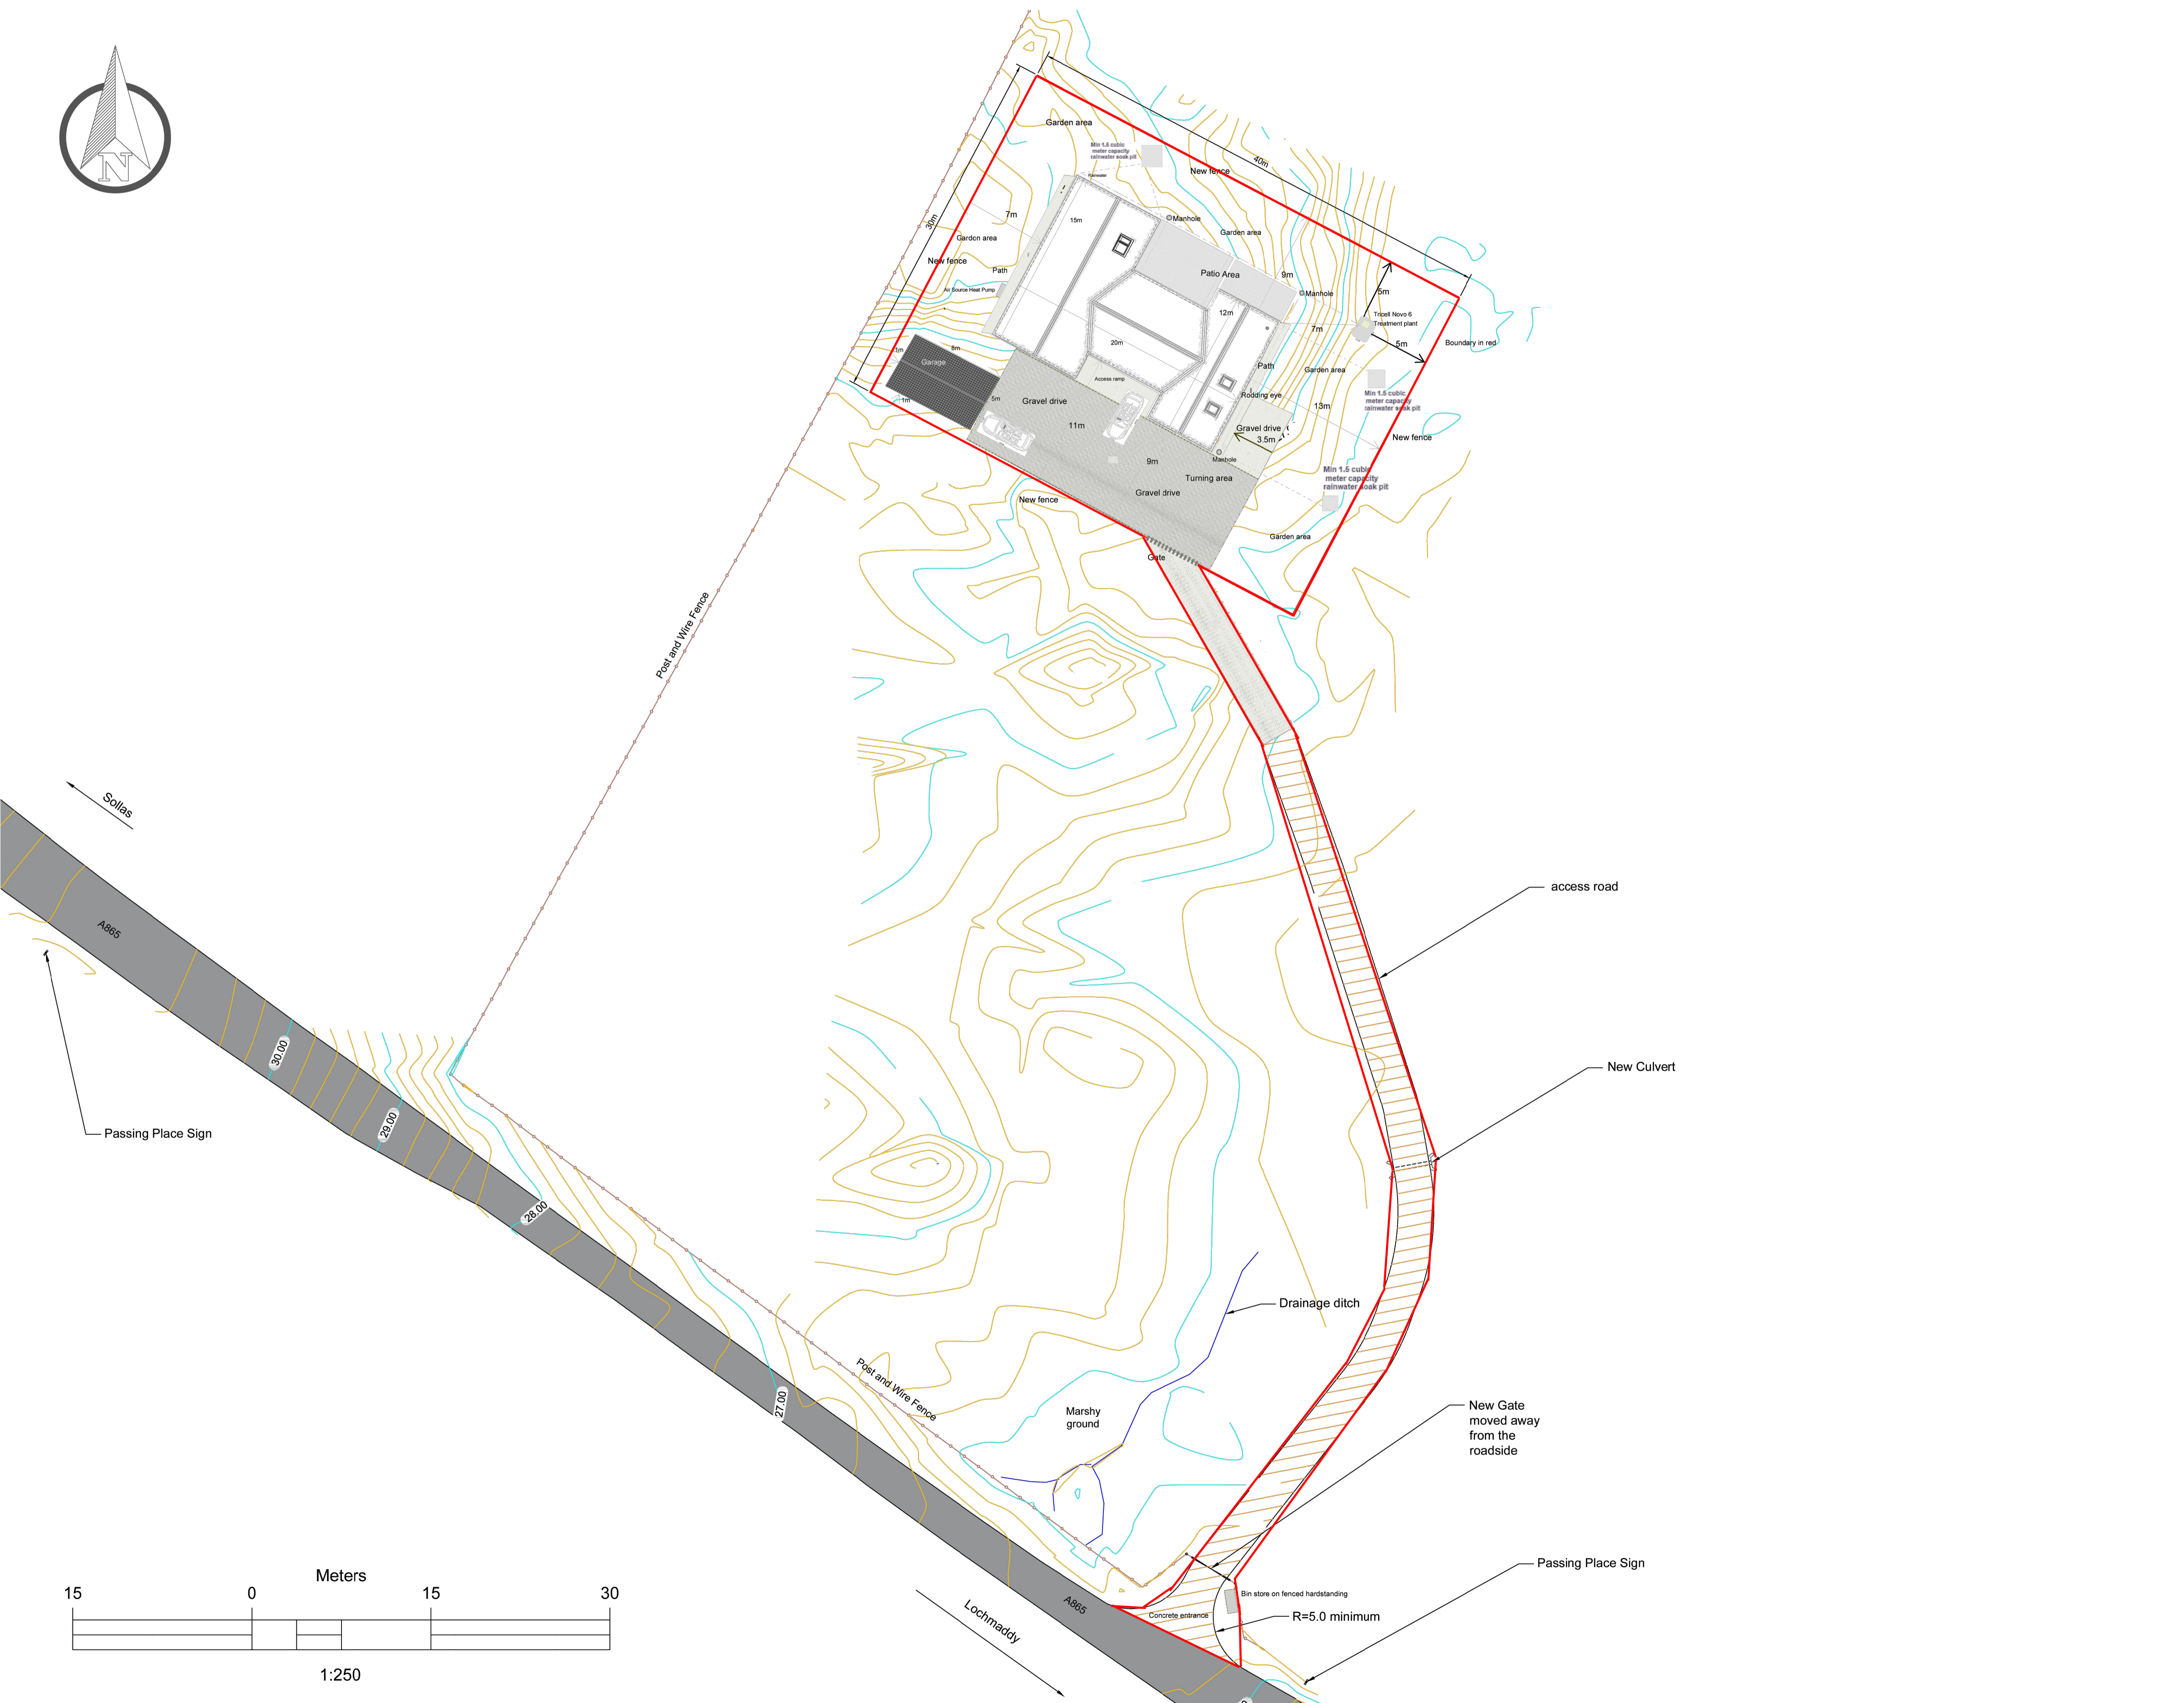 N
Garden area
Min 1.5 cubic
meter capacity
rainwater soak pit
Rainwater
New fence
40m
30m
7m
15m
Manhole
Garden area
Garden area
New fence
Path
Patio Area
9m
Air Source Heat Pump
Manhole
5m
12m
Tricell Novo 6
Treatment plant
7m
5m
Boundary in red
20m
1m
8m
Garage
Path
Garden area
Access ramp
Min 1.5 cubic
meter capacity
rainwater soak pit
Rodding eye
1m
5m
Gravel drive
13m
11m
Gravel drive
3.5m
New fence
9m
Manhole
Min 1.5 cubic
meter capacity
rainwater soak pit
Turning area
Gravel drive
New fence
Garden area
Gate
Post and Wire Fence
Sollas
A865
access road
30.00
New Culvert
29.00
Passing Place Sign
28.00
Drainage ditch
Post and Wire Fence
27.00
Marshy
ground
New Gate
moved away
from the
roadside
Passing Place Sign
Meters
15 0 15 30
1:250
Bin store on fenced hardstanding
A865
Concrete entrance
R=5.0 minimum
Lochmaddy